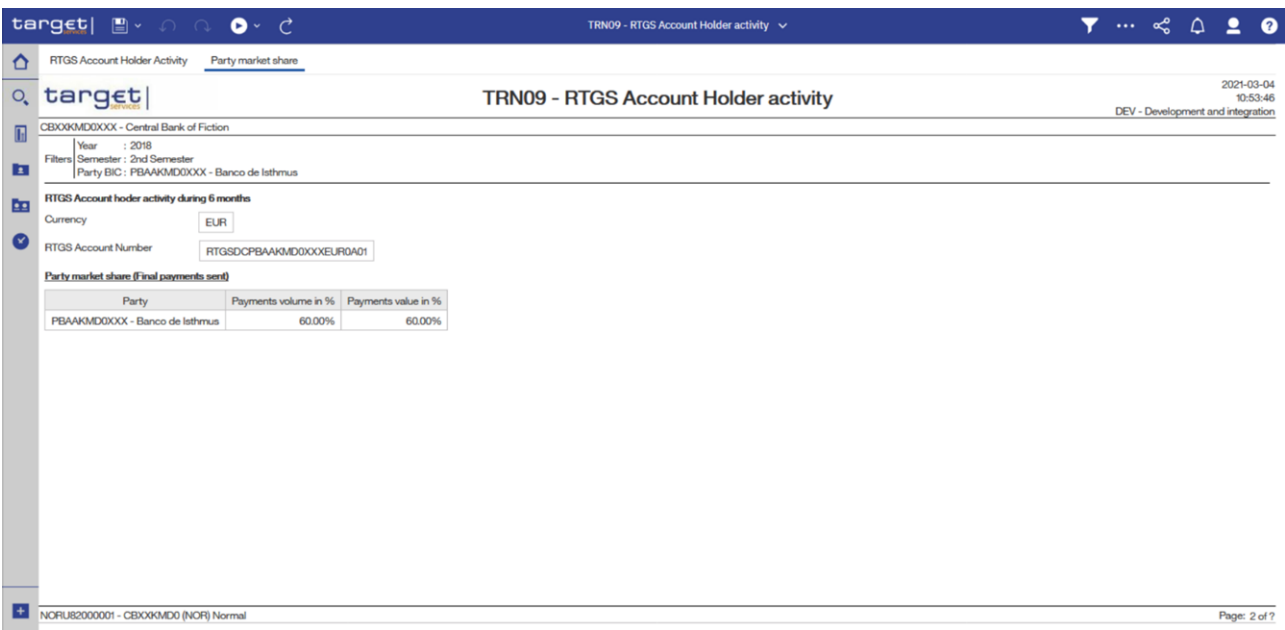 target|
TRN09 - RTGS Account Holder activity
RTGS Account Holder Activity
Party market share
target|
services
TRN09 - RTGS Account Holder activity
2021-03-04
10:53:46
DEV - Development and integration
CBXXKMD0XXX - Central Bank of Fiction
Filters
Year : 2018
Semester : 2nd Semester
Party BIC : PBAAKMD0XXX - Banco de Isthmus
RTGS Account hoder activity during 6 months
Currency EUR
RTGS Account Number RTGSDCPBAAKMD0XXXEUR0A01
Party market share (Final payments sent)
Party Payments volume in % Payments value in %
PBAAKMD0XXX - Banco de Isthmus 60.00% 60.00%
NORU82000001 - CBXXKMD0 (NOR) Normal
Page: 2 of ?